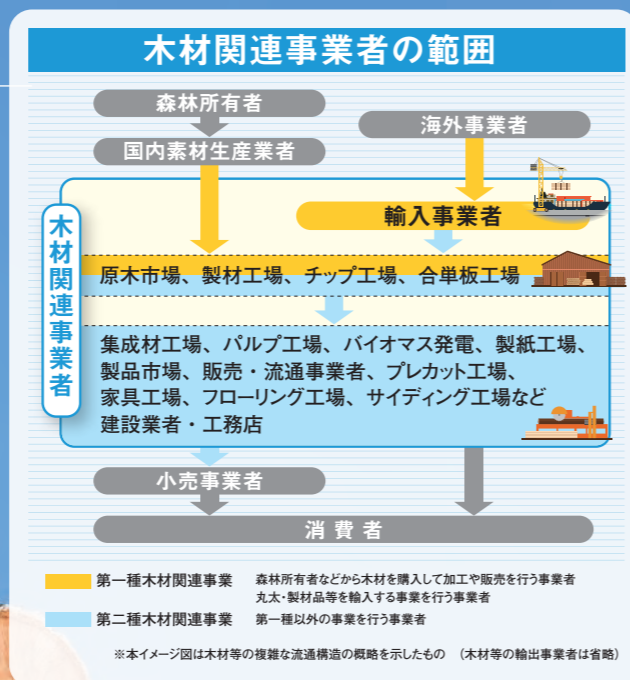 木材関連事業者の範囲
森林所有者
海外事業者
国内素材生産業者
木材関連事業者
輸入事業者
原木市場、製材工場、チップ工場、合単板工場
集成材工場、パルプ工場、バイオマス発電、製紙工場、
製品市場、販売・流通事業者、プレカット工場、
家具工場、フローリング工場、サイディング工場など
建設業者・工務店
小売事業者
消費者
第一種木材関連事業 森林所有者などから木材を購入して加工や販売を行う事業者
丸太・製材品等を輸入する事業を行う事業者
第二種木材関連事業 第一種以外の事業を行う事業者
※本イメージ図は木材等の複雑な流通構造の概略を示したもの (木材等の輸出事業者は省略)